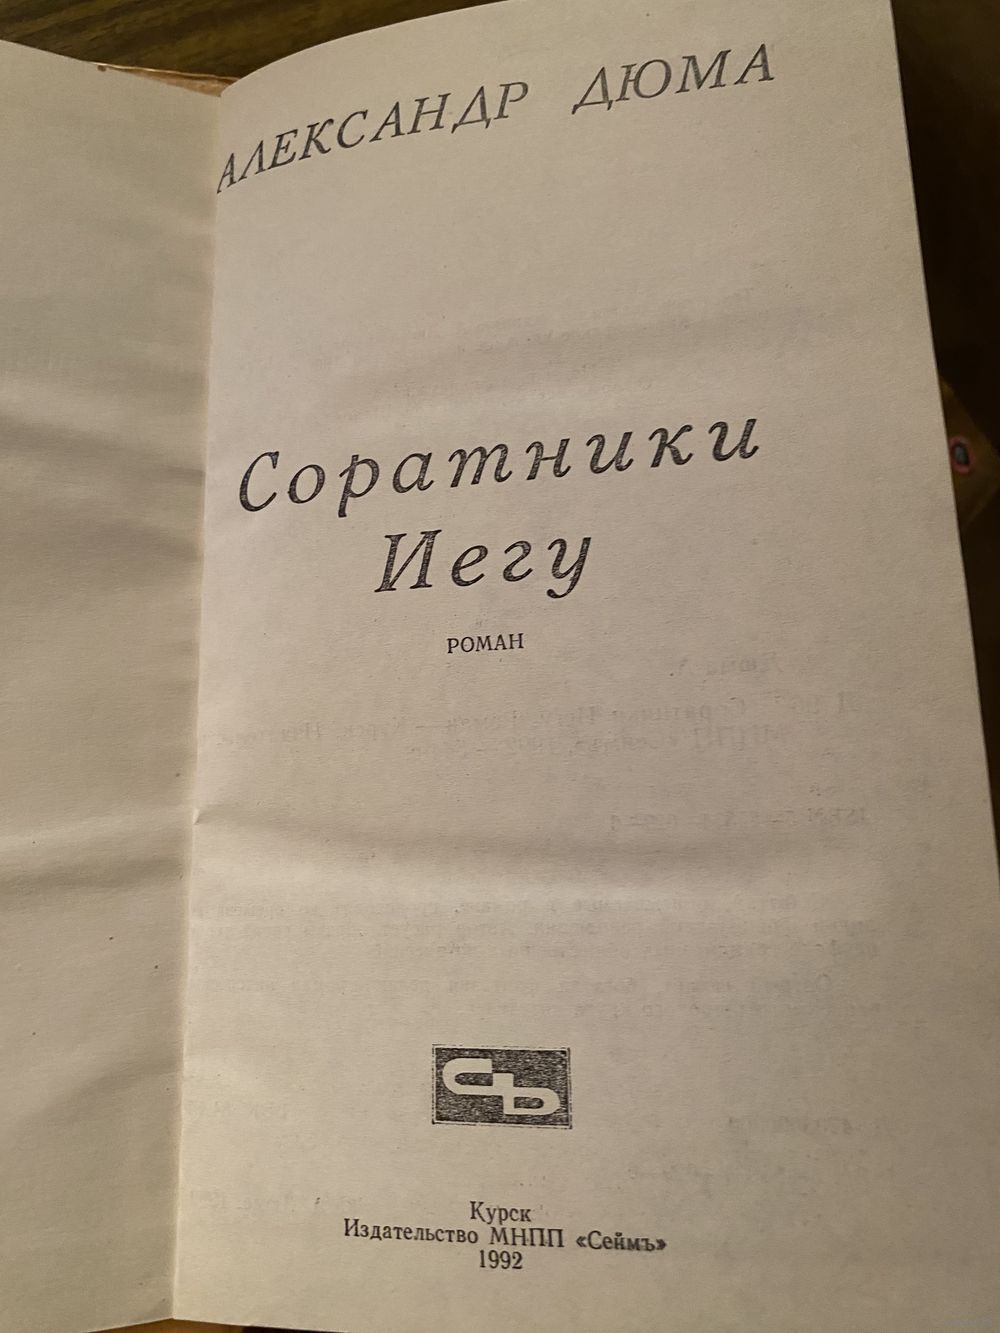 АЛЕКСАНДР ДЮМА
Соратники
Иегу
РОМАН
Курск
Издательство МНПП «Сеймъ»
1992